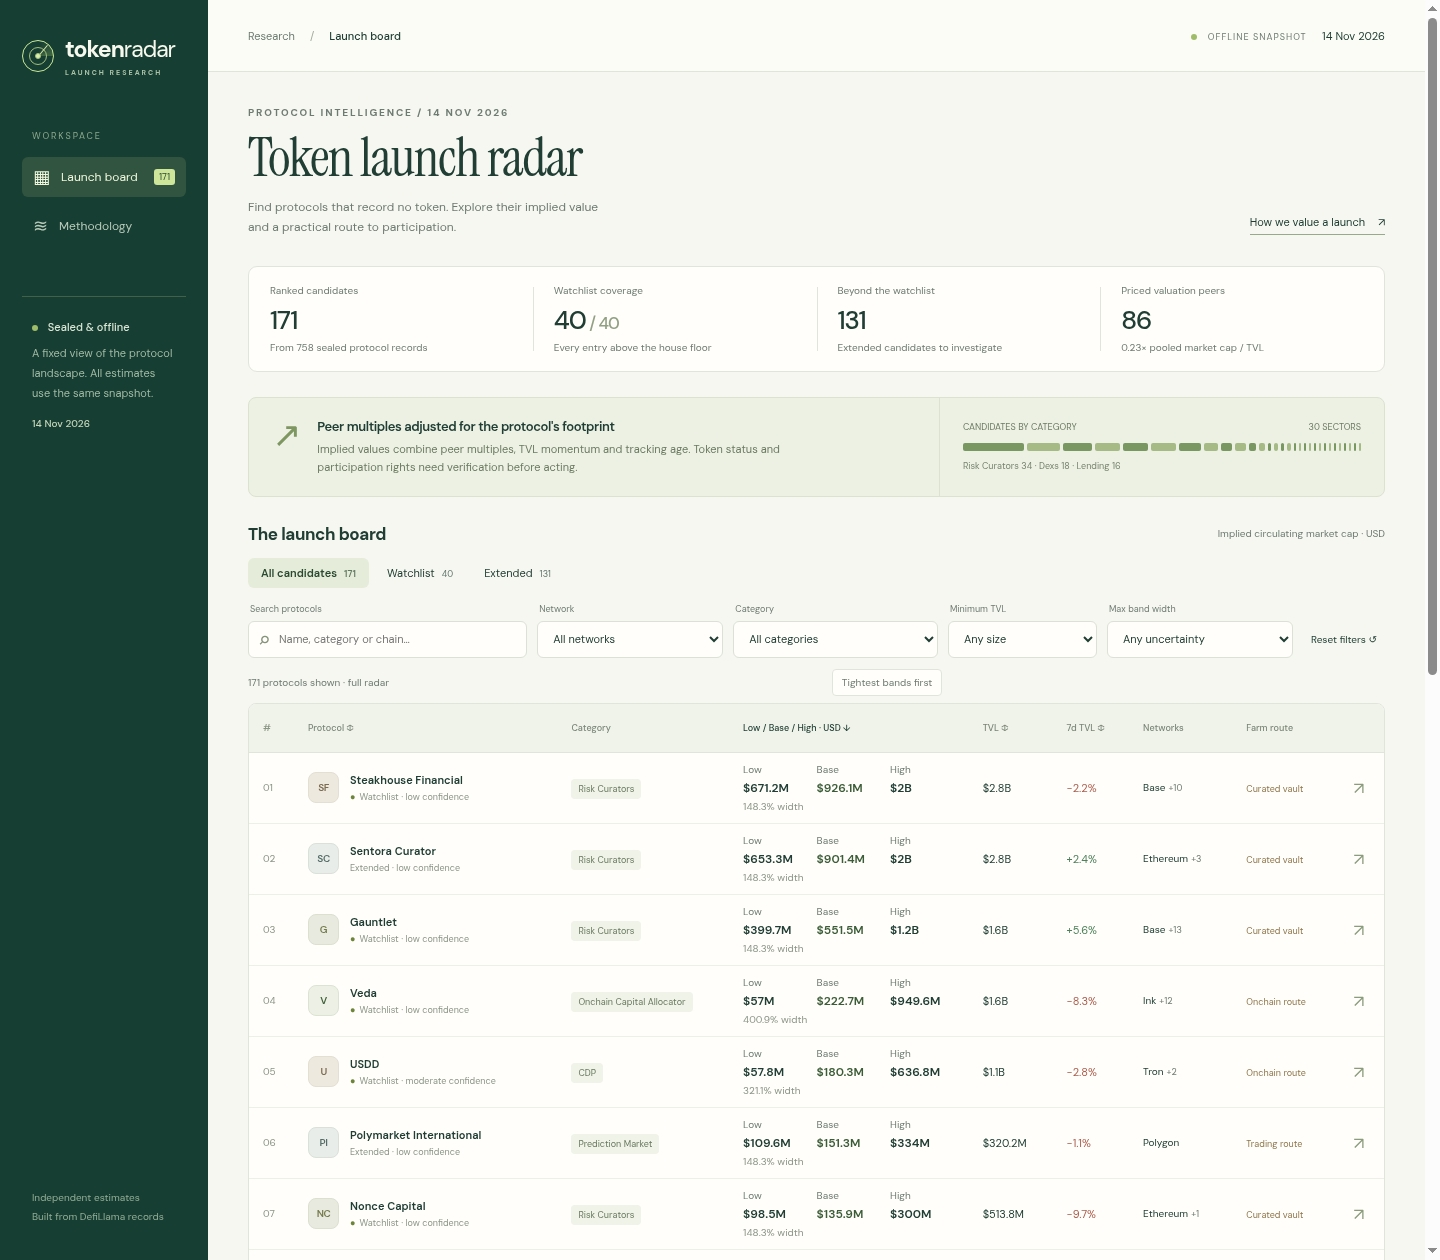 tokenradar
LAUNCH RESEARCH
WORKSPACE
Launch board 171
Methodology
Sealed & offline
A fixed view of the protocol
landscape. All estimates
use the same snapshot.
14 Nov 2026
Independent estimates
Built from DefiLlama records
Research / Launch board
OFFLINE SNAPSHOT 14 Nov 2026
PROTOCOL INTELLIGENCE / 14 NOV 2026
Token launch radar
Find protocols that record no token. Explore their implied value
and a practical route to participation.
How we value a launch ↗
Ranked candidates
171
From 758 sealed protocol records
Watchlist coverage
40 / 40
Every entry above the house floor
Beyond the watchlist
131
Extended candidates to investigate
Priced valuation peers
86
0.23× pooled market cap / TVL
Peer multiples adjusted for the protocol's footprint
Implied values combine peer multiples, TVL momentum and tracking age. Token status and
participation rights need verification before acting.
CANDIDATES BY CATEGORY 30 SECTORS
Risk Curators 34 · Dexs 18 · Lending 16
The launch board
Implied circulating market cap · USD
All candidates 171 Watchlist 40 Extended 131
Search protocols Network Category Minimum TVL Max band width
Name, category or chain... All networks All categories Any size Any uncertainty Reset filters ↺
171 protocols shown · full radar Tightest bands first
# Protocol Category Low / Base / High · USD ↓ TVL 7d TVL Networks Farm route
Low Base High
01 SF Steakhouse Financial Risk Curators $671.2M $926.1M $2B $2.8B −2.2% Base +10 Curated vault ↗
Watchlist · low confidence 148.3% width
Low Base High
02 SC Sentora Curator Risk Curators $653.3M $901.4M $2B $2.8B +2.4% Ethereum +3 Curated vault ↗
Extended · low confidence 148.3% width
Low Base High
03 G Gauntlet Risk Curators $399.7M $551.5M $1.2B $1.6B +5.6% Base +13 Curated vault ↗
Watchlist · low confidence 148.3% width
Low Base High
04 V Veda Onchain Capital Allocator $57M $222.7M $949.6M $1.6B −8.3% Ink +12 Onchain route ↗
Watchlist · low confidence 400.9% width
Low Base High
05 U USDD CDP $57.8M $180.3M $636.8M $1.1B −2.8% Tron +2 Onchain route ↗
Watchlist · moderate confidence 321.1% width
Low Base High
06 PI Polymarket International Prediction Market $109.6M $151.3M $334M $320.2M −1.1% Polygon Trading route ↗
Extended · low confidence 148.3% width
Low Base High
07 NC Nonce Capital Risk Curators $98.5M $135.9M $300M $513.8M −9.7% Ethereum +1 Curated vault ↗
Watchlist · low confidence 148.3% width